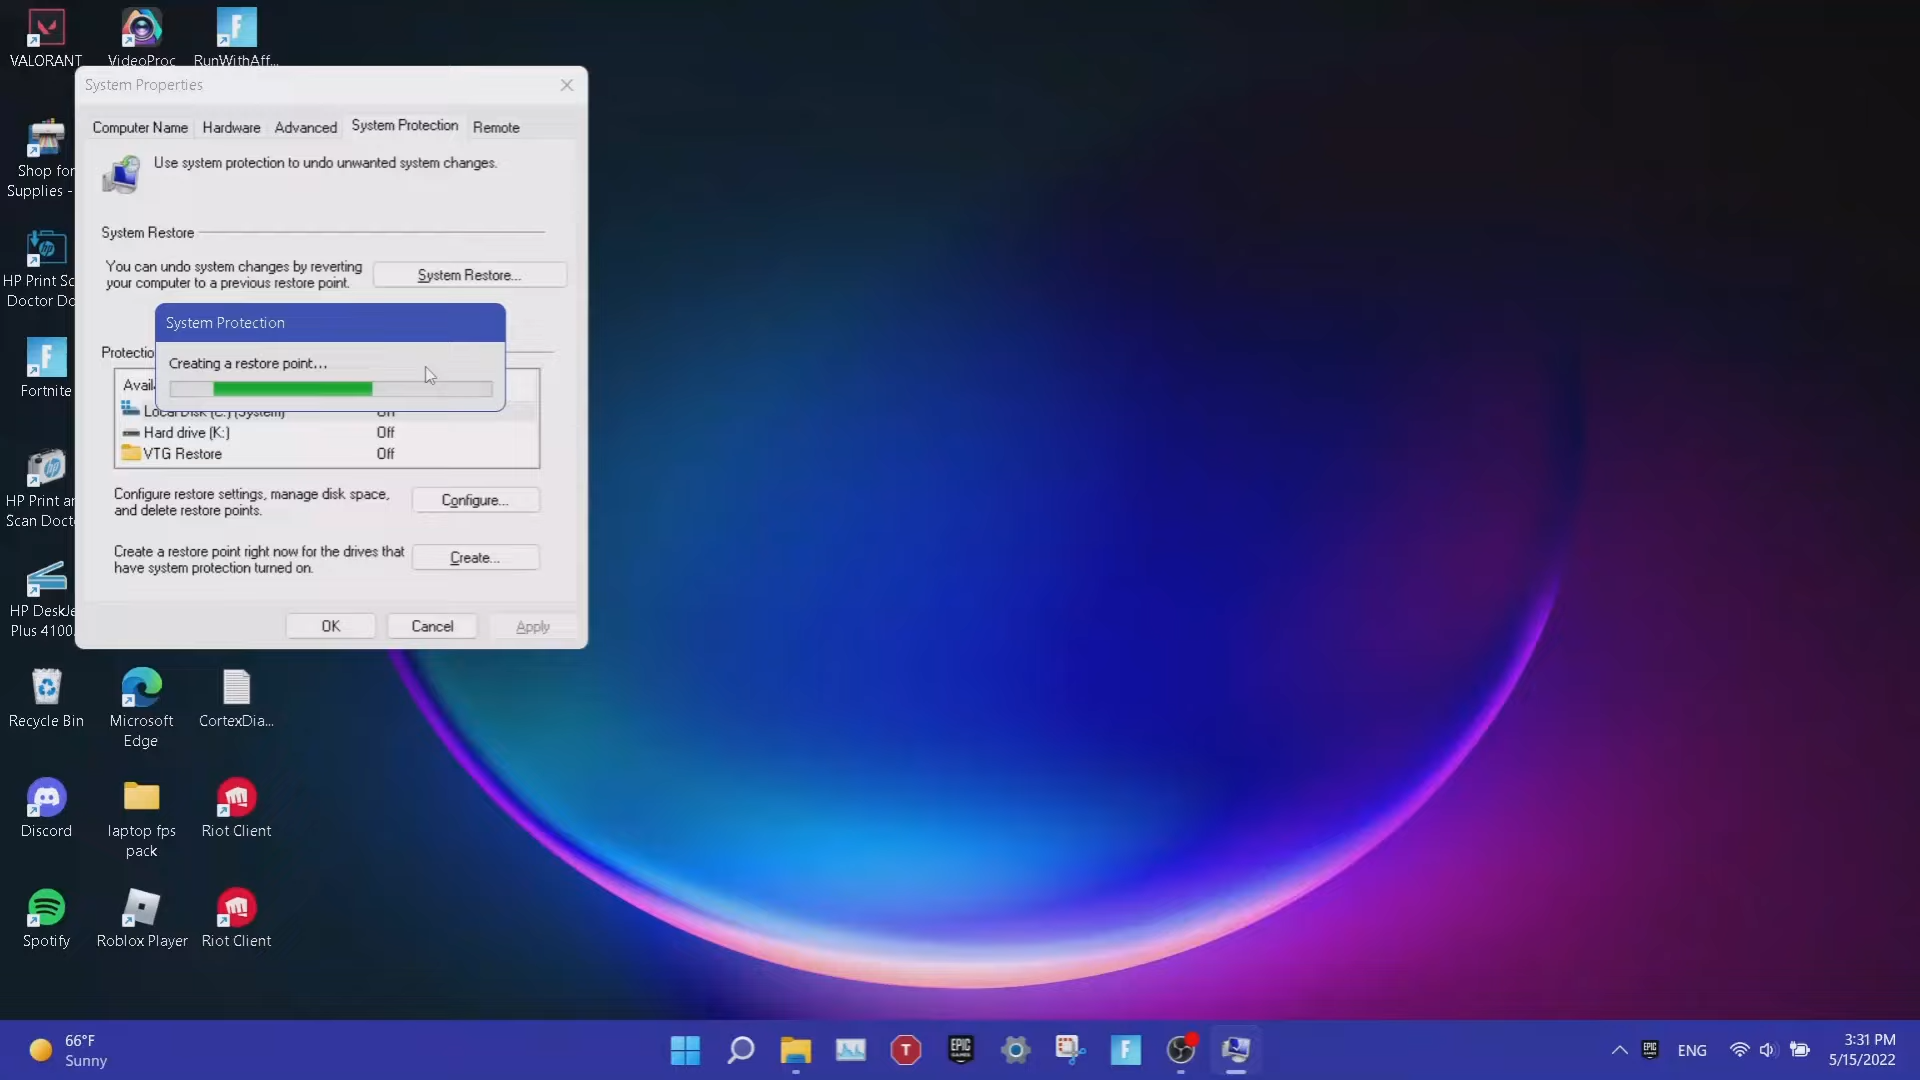 VALORANT
VideoProc
RunWithAff...
System Properties
Computer Name
Hardware
Advanced
System Protection
Remote
Use system protection to undo unwanted system changes.
System Restore
You can undo system changes by reverting
your computer to a previous restore point.
System Restore...
System Protection
Creating a restore point...
Protectio
Avail
Local Disk (C:) (System)
Off
Hard drive (K:)
Off
VTG Restore
Off
Configure restore settings, manage disk space,
and delete restore points.
Configure...
Create a restore point right now for the drives that
have system protection turned on.
Create...
OK
Cancel
Apply
Shop for
Supplies -
HP Print Sc
Doctor Do
Fortnite
HP Print an
Scan Doct
HP DeskJe
Plus 4100
Recycle Bin
Microsoft
Edge
CortexDia...
Discord
laptop fps
pack
Riot Client
Spotify
Roblox Player
Riot Client
66°F
Sunny
T
EPIC
GAMES
F
EPIC
GAMES
ENG
3:31 PM
5/15/2022